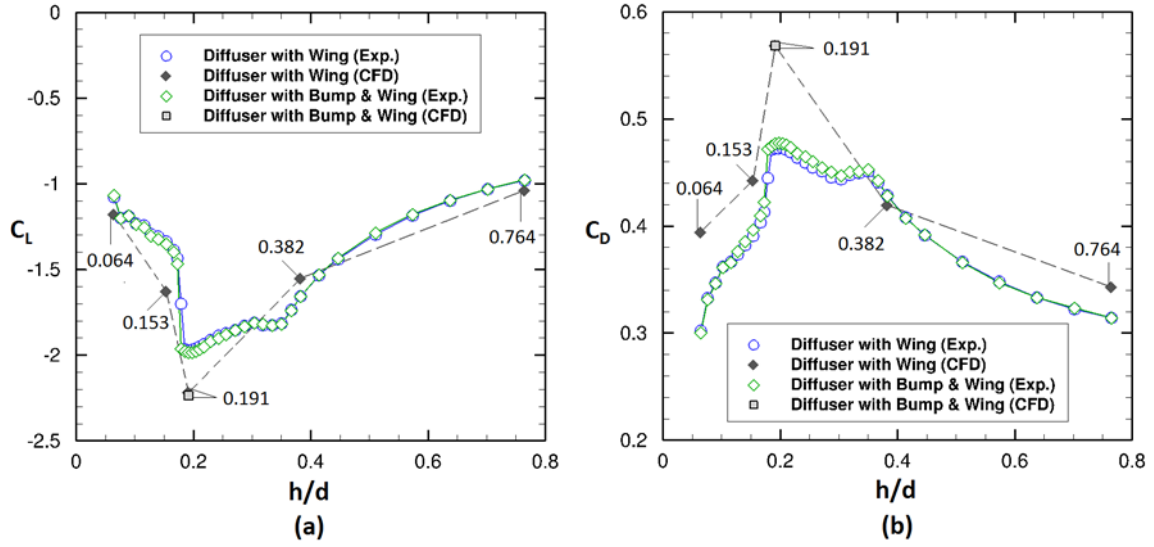 0
-0.5
-1
-1.5
-2
-2.5
C_L
Diffuser with Wing (Exp.)
Diffuser with Wing (CFD)
Diffuser with Bump & Wing (Exp.)
Diffuser with Bump & Wing (CFD)
0.064
0.153
0.191
0.382
0.764
0 0.2 0.4 0.6 0.8
h/d
(a)
0.6
0.5
0.4
0.3
0.2
C_D
0.191
0.153
0.064
0.382
0.764
Diffuser with Wing (Exp.)
Diffuser with Wing (CFD)
Diffuser with Bump & Wing (Exp.)
Diffuser with Bump & Wing (CFD)
0 0.2 0.4 0.6 0.8
h/d
(b)